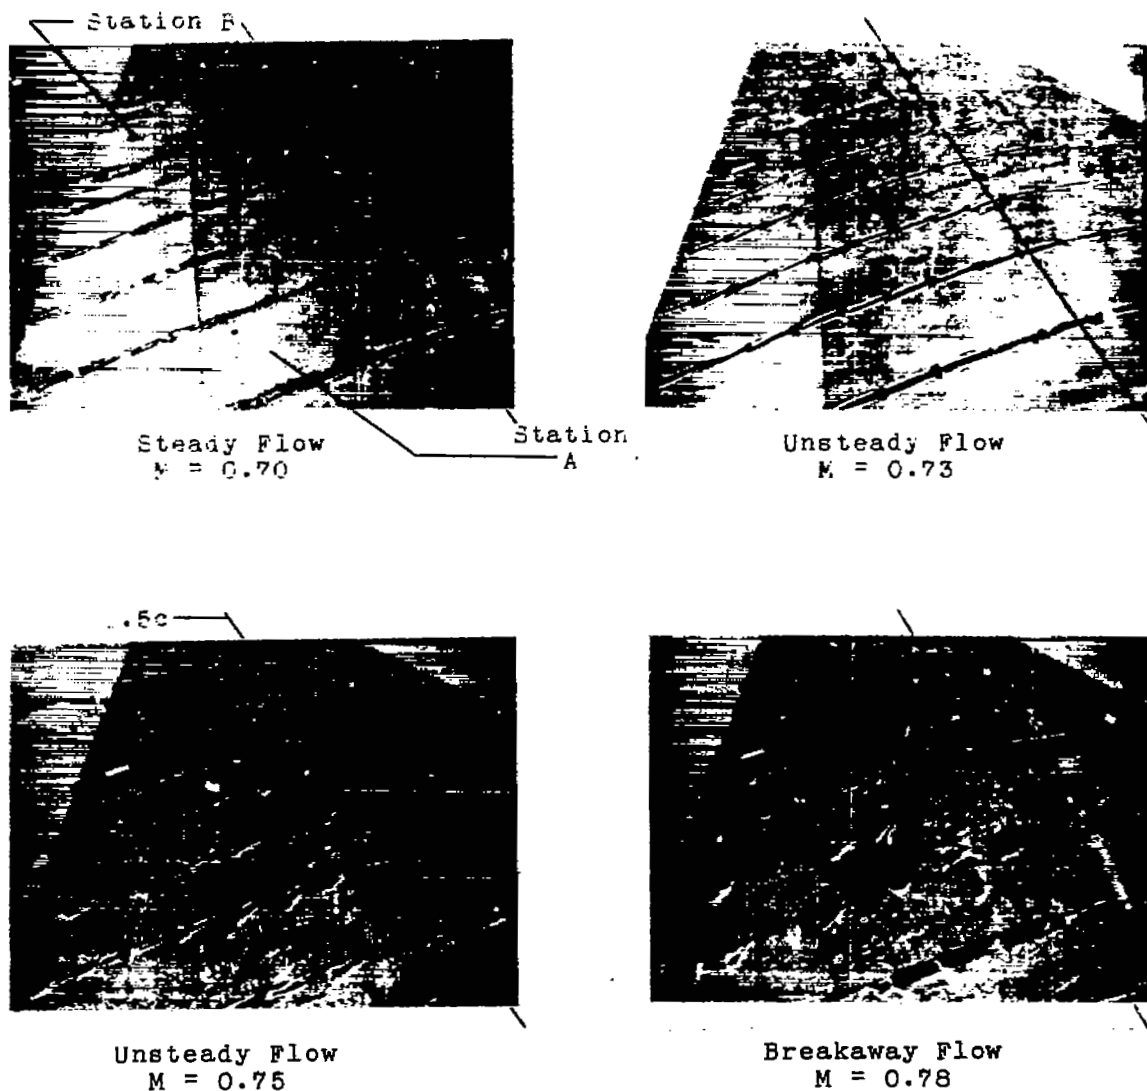 Station B
Steady Flow
M = 0.70
Station
A
Unsteady Flow
M = 0.73
.5c
Unsteady Flow
M = 0.75
Breakaway Flow
M = 0.78